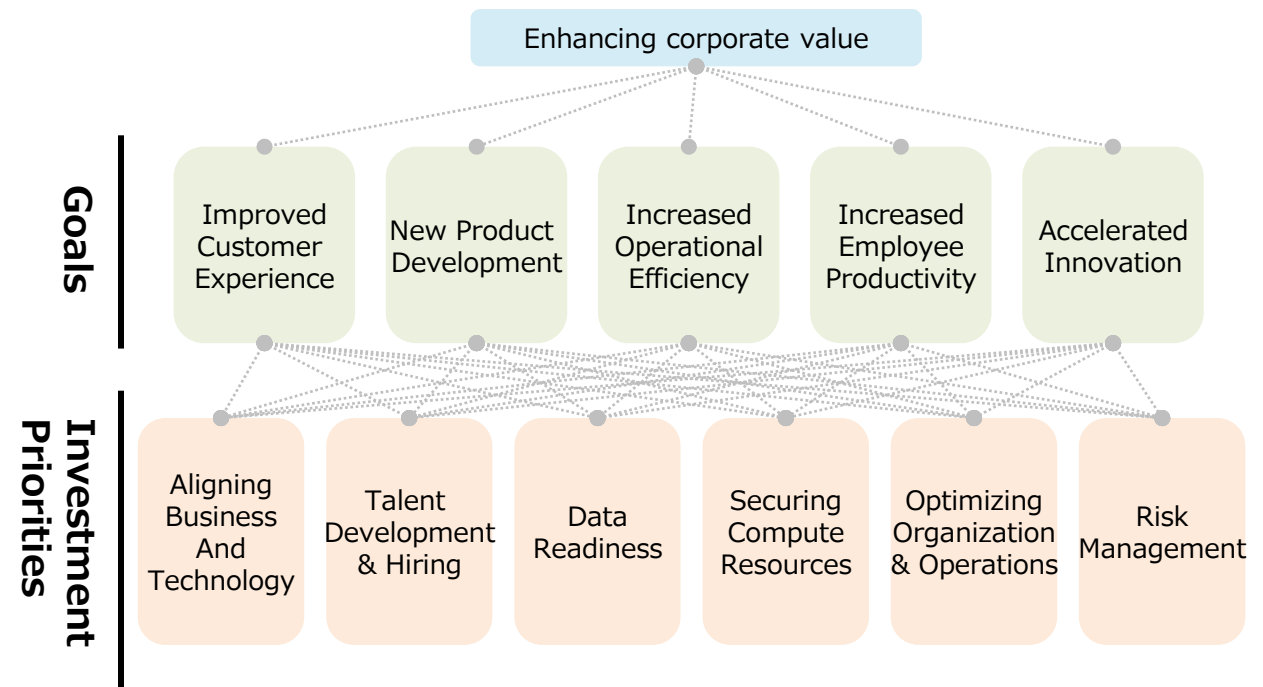 Enhancing corporate value
Goals
Improved
Customer
Experience
New Product
Development
Increased
Operational
Efficiency
Increased
Employee
Productivity
Accelerated
Innovation
Investment
Priorities
Aligning
Business
And
Technology
Talent
Development
& Hiring
Data
Readiness
Securing
Compute
Resources
Optimizing
Organization
& Operations
Risk
Management